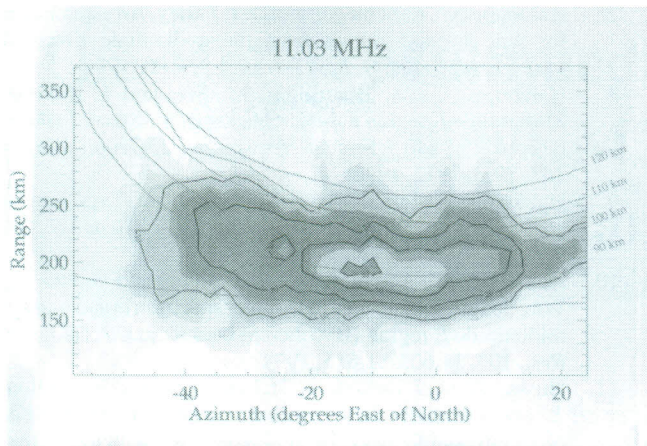 11.03 MHz
350
300
250
200
150
Range (km)
120 km
110 km
100 km
90 km
-40
-20
0
20
Azimuth (degrees East of North)